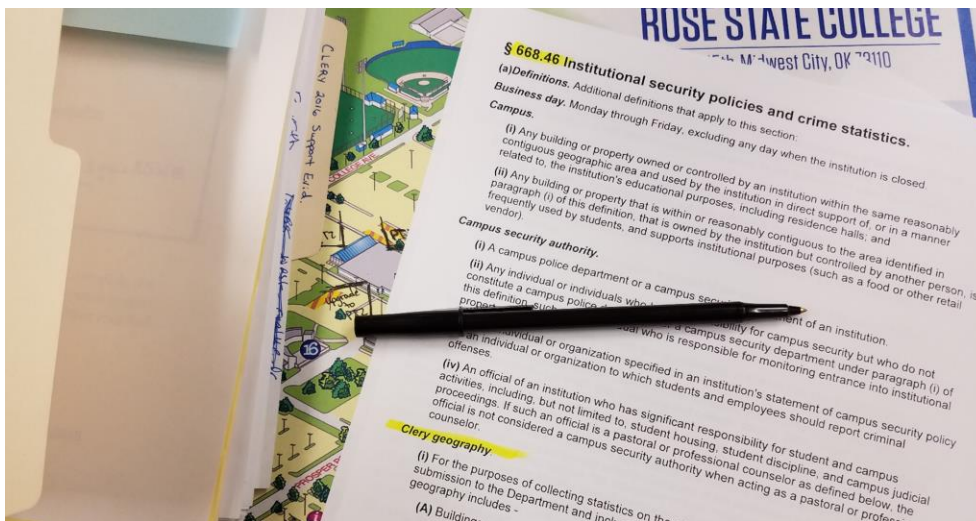 ROSE STATE COLLEGE
Midwest City, OK 73110
§ 668.46 Institutional security policies and crime statistics.
(a)Definitions. Additional definitions that apply to this section:
Business day. Monday through Friday, excluding any day when the institution is closed.
Campus.
(i) Any building or property owned or controlled by an institution within the same reasonably
contiguous geographic area and used by the institution in direct support of, or in a manner
related to, the institution's educational purposes, including residence halls; and
(ii) Any building or property that is within or reasonably contiguous to the area identified in
paragraph (i) of this definition, that is owned by the institution but controlled by another person, is
frequently used by students, and supports institutional purposes (such as a food or other retail
vendor).
Campus security authority.
(i) A campus police department or a campus secu ent of an institution.
(ii) Any individual or individuals who bility for campus security but who do not
constitute a campus police a campus security department under paragraph (i) of
this definition, such dual who is responsible for monitoring entrance into institutional
proper
individual or organization specified in an institution's statement of campus security policy
an individual or organization to which students and employees should report criminal
offenses.
(iv) An official of an institution who has significant responsibility for student and campus
activities, including, but not limited to, student housing, student discipline, and campus judicial
proceedings. If such an official is a pastoral or professional counselor as defined below, the
official is not considered a campus security authority when acting as a pastoral or profess
counselor.
Clery geography.
(i) For the purposes of collecting statistics on the
submission to the Department and incl
geography includes -
(A) Building
CLERY 2016 Support Evid.
COLLEGE
Upgrade
16
PROSPER